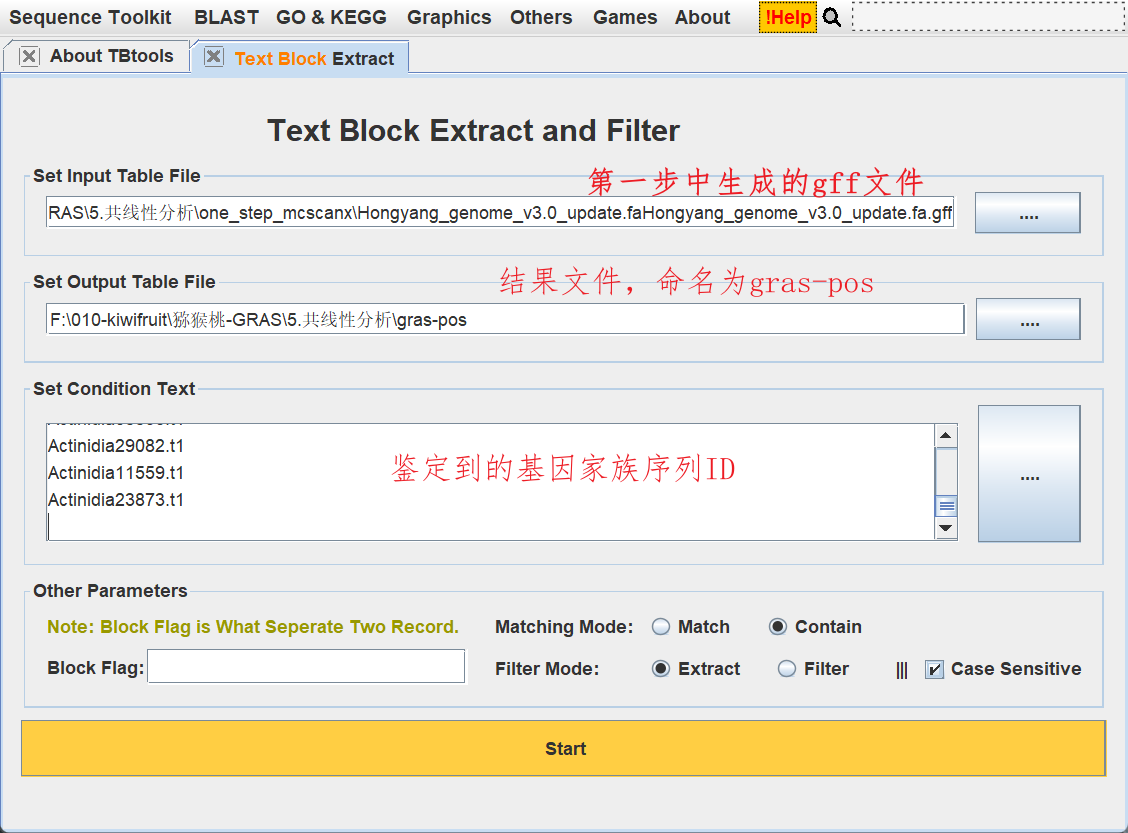 Sequence Toolkit BLAST GO & KEGG Graphics Others Games About !Help
About TBtools Text Block Extract
Text Block Extract and Filter
Set Input Table File
第一步中生成的gff文件
RAS\5.共线性分析\one_step_mcscanx\Hongyang_genome_v3.0_update.faHongyang_genome_v3.0_update.fa.gff
....
Set Output Table File
结果文件，命名为gras-pos
F:\010-kiwifruit\猕猴桃-GRAS\5.共线性分析\gras-pos
....
Set Condition Text
Actinidia29082.t1
鉴定到的基因家族序列ID
Actinidia11559.t1
....
Actinidia23873.t1
Other Parameters
Note: Block Flag is What Seperate Two Record. Matching Mode: Match Contain
Block Flag: Filter Mode: Extract Filter ||| Case Sensitive
Start